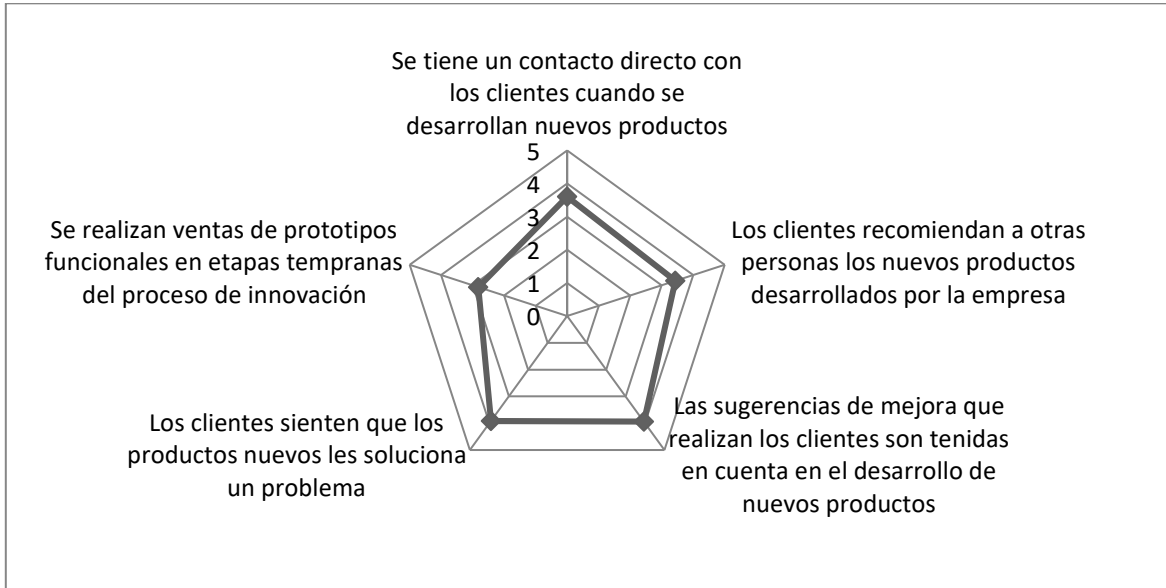 Se tiene un contacto directo con
los clientes cuando se
desarrollan nuevos productos
5
4
3
2
1
0
Los clientes recomiendan a otras
personas los nuevos productos
desarrollados por la empresa
Las sugerencias de mejora que
realizan los clientes son tenidas
en cuenta en el desarrollo de
nuevos productos
Los clientes sienten que los
productos nuevos les soluciona
un problema
Se realizan ventas de prototipos
funcionales en etapas tempranas
del proceso de innovación